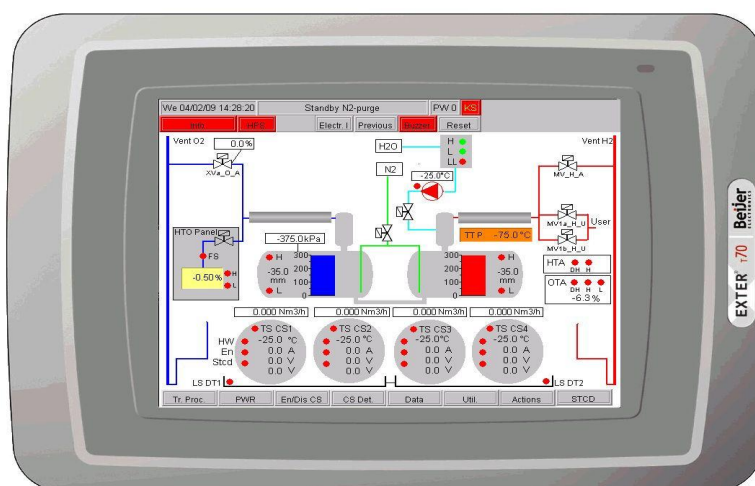 We 04/02/09 14:28:20 Standby N2-purge PW 0 KS
HPE Electr. I Previous Buzzer Reset
Vent O2 0.0% H2O H L LL Vent H2
XVa_O_A N2 -25.0°C MV_H_A
HTO Panel -375.0kPa TT P. -75.0 °C MV1a_H_U User
FS MV1b_H_U
-0.50% H L
H -35.0 mm L 300 200 100 0 300 200 100 0 H -35.0 mm L
HTA DH H
OTA DH H L
-6.3%
0.000 Nm3/h 0.000 Nm3/h 0.000 Nm3/h 0.000 Nm3/h
TS CS1 TS CS2 TS CS3 TS CS4
HW -25.0 °C -25.0 °C -25.0 °C -25.0 °C
En 0.0 A 0.0 A 0.0 A 0.0 A
Stcd 0.0 V 0.0 V 0.0 V 0.0 V
0.0 V 0.0 V 0.0 V 0.0 V
LS DT1 LS DT2
Tr. Proc. PWR En/Dis CS CS Det. Data Util. Actions STCD
EXTER T70 Beijer
ELECTRONICS